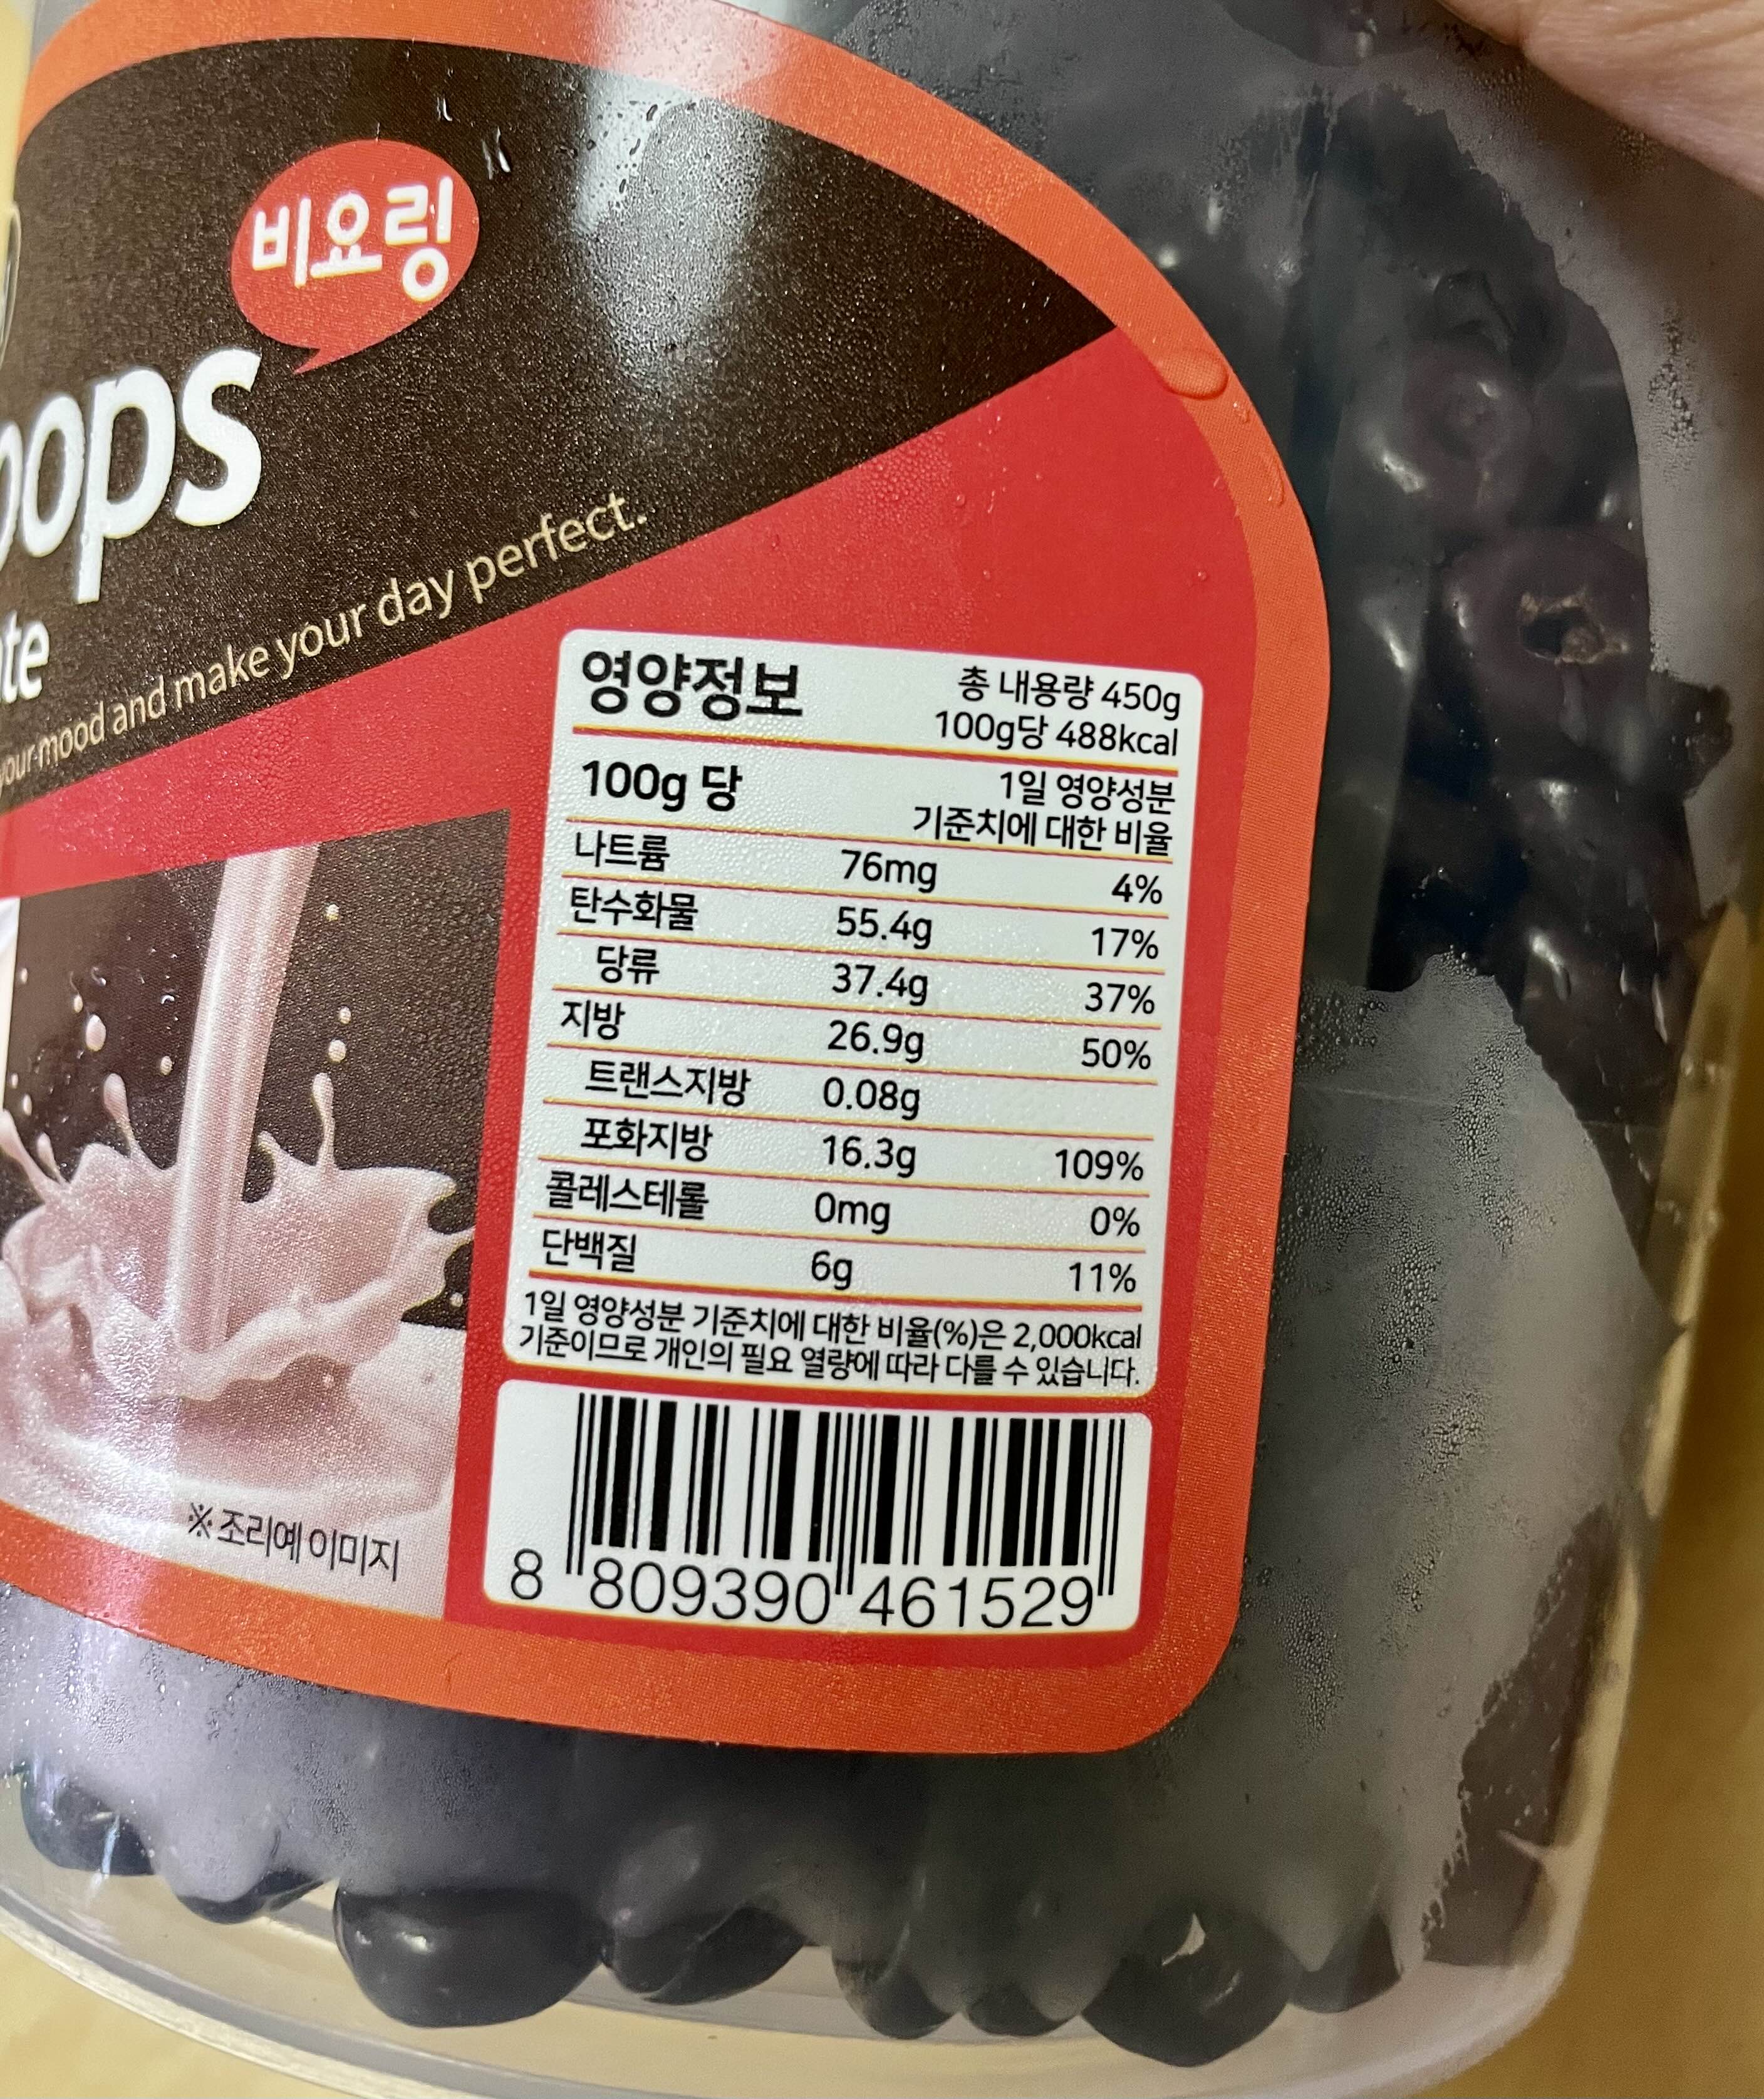 비요링
ops
te
your mood and make your day perfect.
영양정보
총 내용량 450g
100g당 488kcal
100g 당
1일 영양성분
기준치에 대한 비율
나트륨 76mg 4%
탄수화물 55.4g 17%
당류 37.4g 37%
지방 26.9g 50%
트랜스지방 0.08g
포화지방 16.3g 109%
콜레스테롤 0mg 0%
단백질 6g 11%
1일 영양성분 기준치에 대한 비율(%)은 2,000kcal
기준이므로 개인의 필요 열량에 따라 다를 수 있습니다.
※조리예 이미지
8 809390 461529